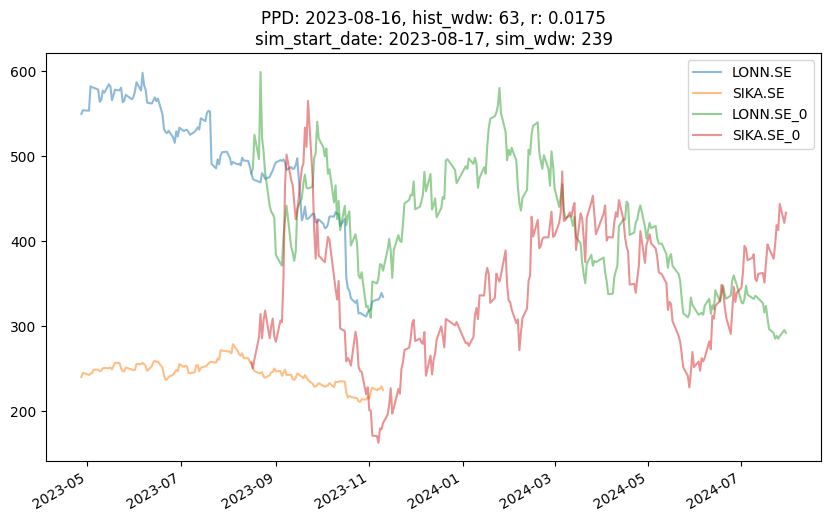 PPD: 2023-08-16, hist_wdw: 63, r: 0.0175
sim_start_date: 2023-08-17, sim_wdw: 239
LONN.SE
SIKA.SE
LONN.SE_0
SIKA.SE_0
600
500
400
300
200
2023-05
2023-07
2023-09
2023-11
2024-01
2024-03
2024-05
2024-07